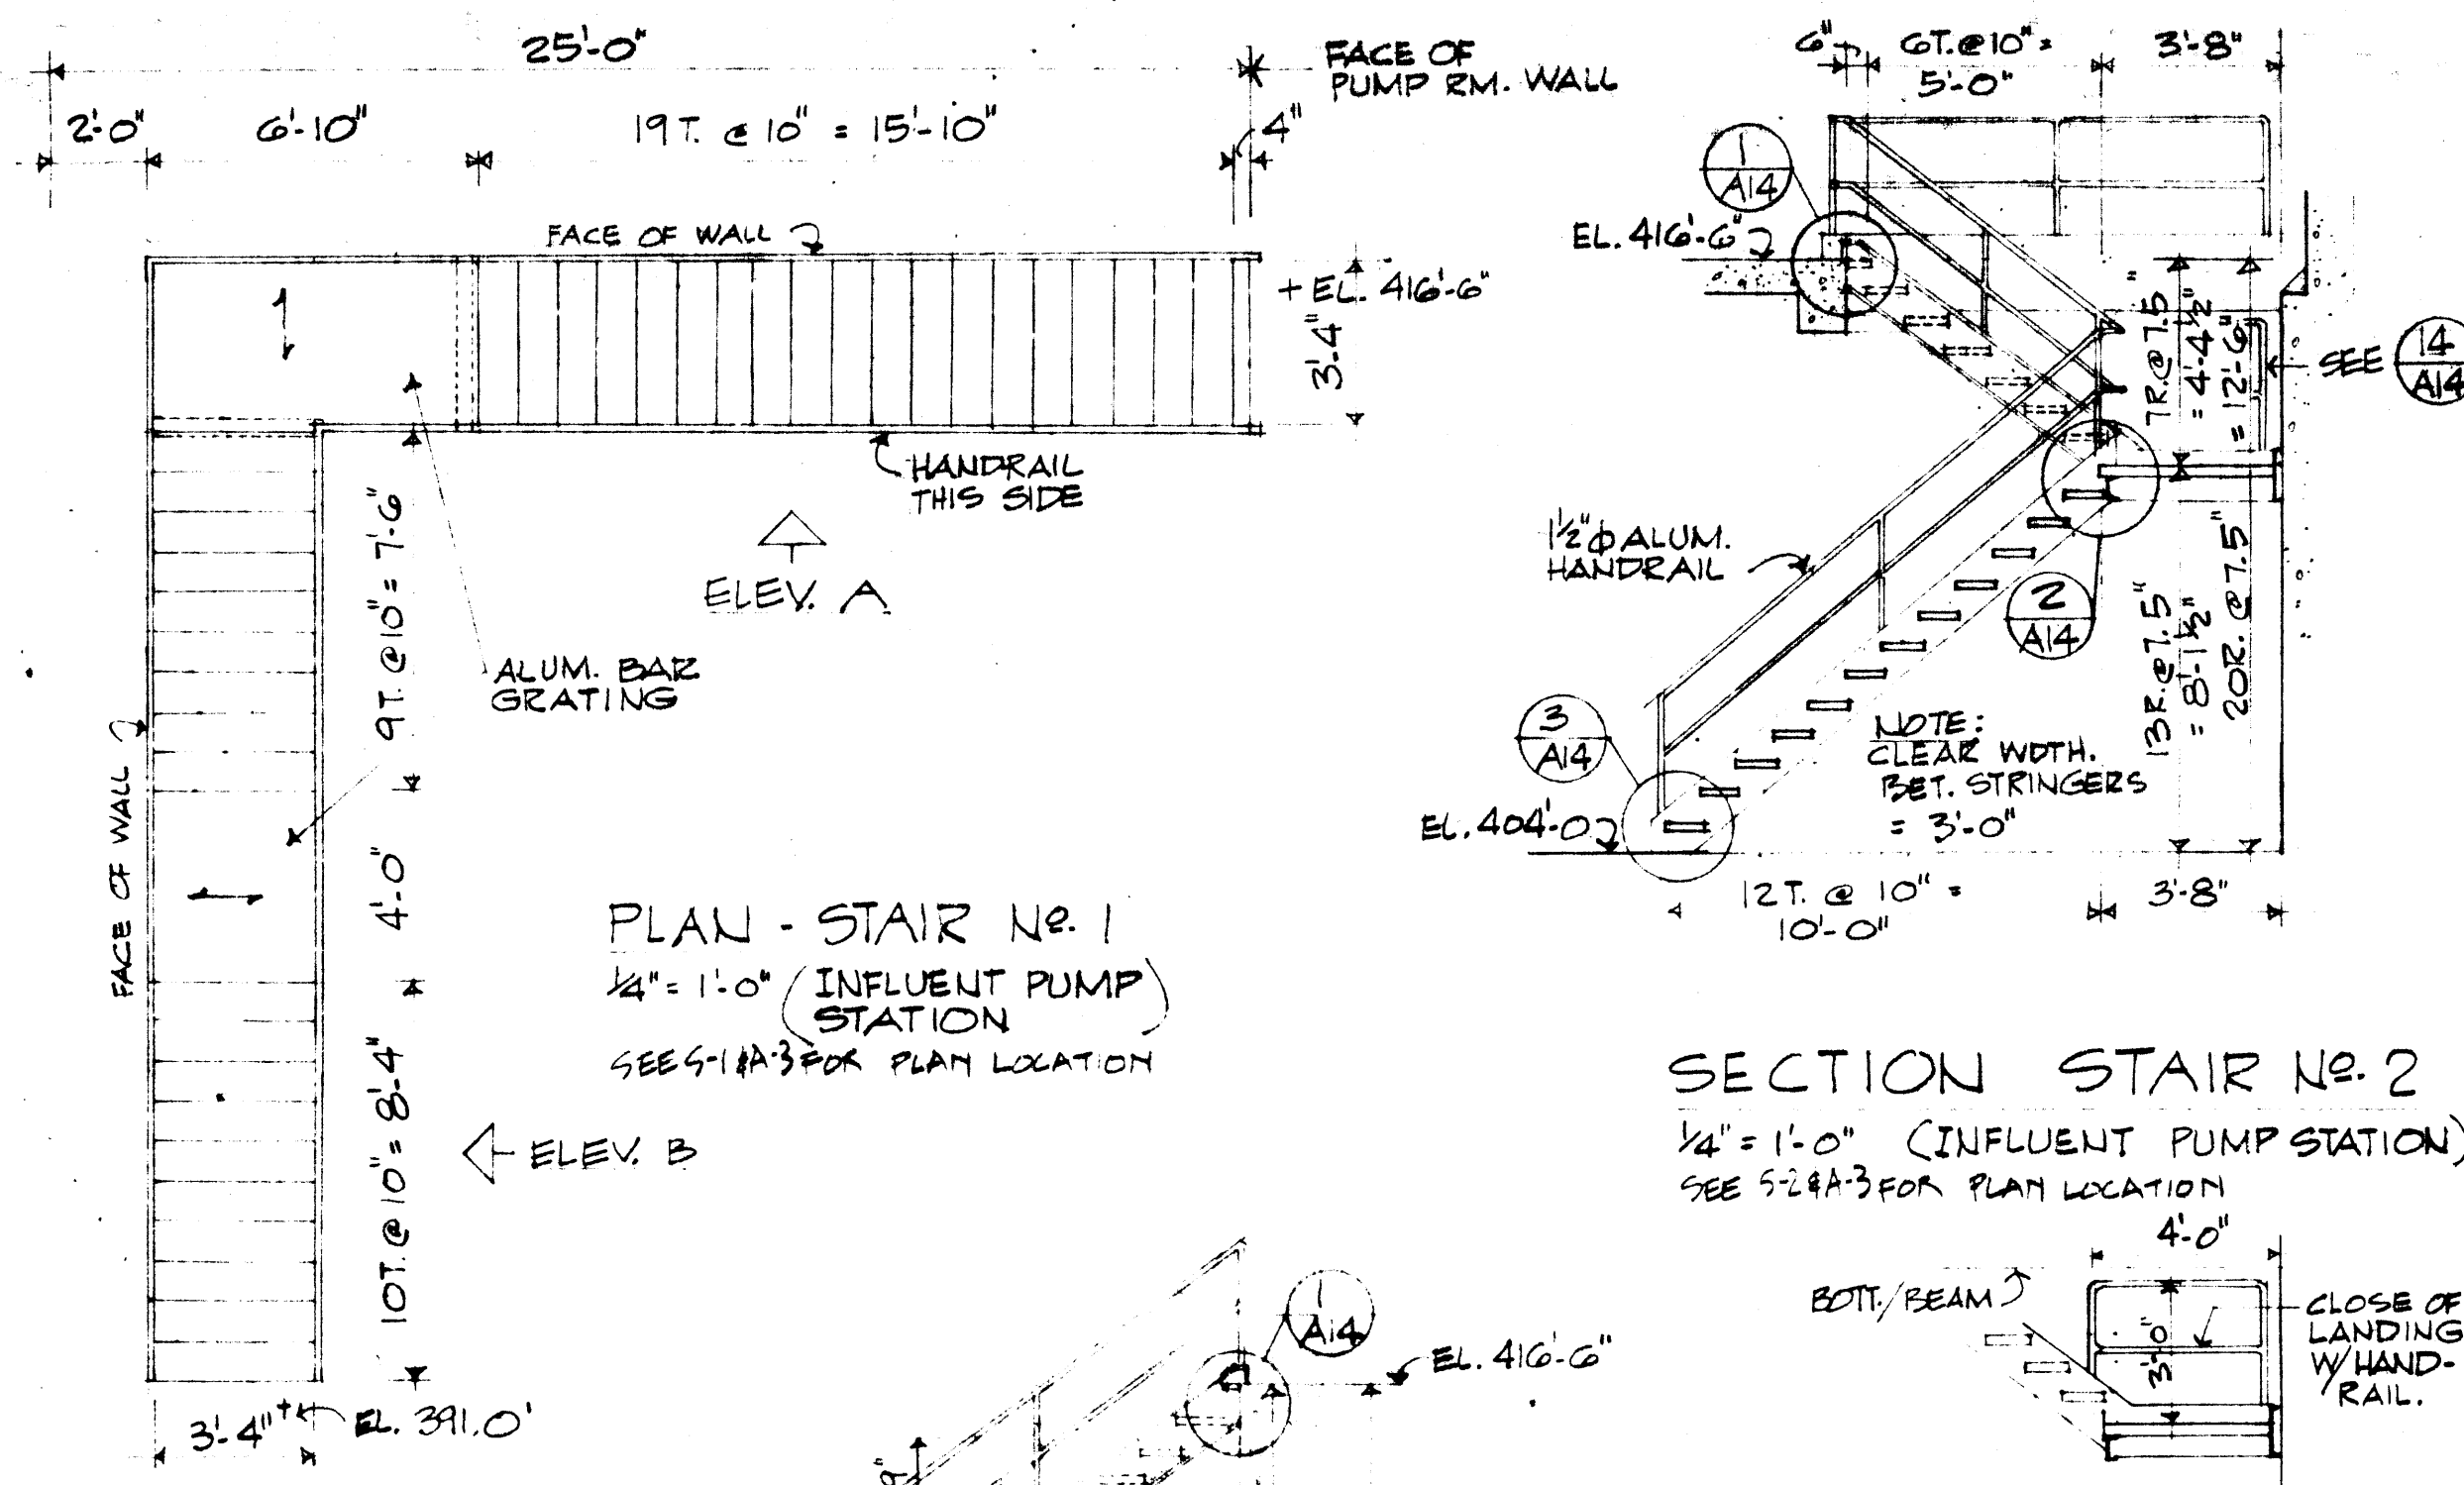 25'-0"
FACE OF
PUMP RM. WALL
2'-0"
6'-10"
19 T. @ 10" = 15'-10"
4"
FACE OF WALL
+ EL. 416'-6"
3'-4"
HANDRAIL
THIS SIDE
ELEV. A
9T. @ 10" = 7'-6"
ALUM. BAR
GRATING
FACE OF WALL
4'-0"
10T. @ 10" = 8'-4"
PLAN - STAIR No. 1
1/4" = 1'-0" (INFLUENT PUMP
STATION)
SEE S-1 & A-3 FOR PLAN LOCATION
ELEV. B
3'-4"
+
EL. 391.0'
1
A14
EL. 416'-6"
6"
6T. @ 10" =
5'-0"
3'-8"
1
A14
EL. 416'-6"
7R. @ 7.5"
= 4'-4 1/2"
= 12'-6"
SEE
14
A14
1 1/2" Φ ALUM.
HANDRAIL
2
A14
13R. @ 7.5"
= 8'-1 1/2"
20R. @ 7.5"
3
A14
NOTE:
CLEAR WDTH.
BET. STRINGERS
= 3'-0"
EL. 404'-0
12T. @ 10" =
10'-0"
3'-8"
SECTION STAIR No. 2
1/4" = 1'-0" (INFLUENT PUMP STATION)
SEE S-2 & A-3 FOR PLAN LOCATION
4'-0"
BOTT./BEAM
3'-0"
CLOSE OF
LANDING
W/HAND-
RAIL.